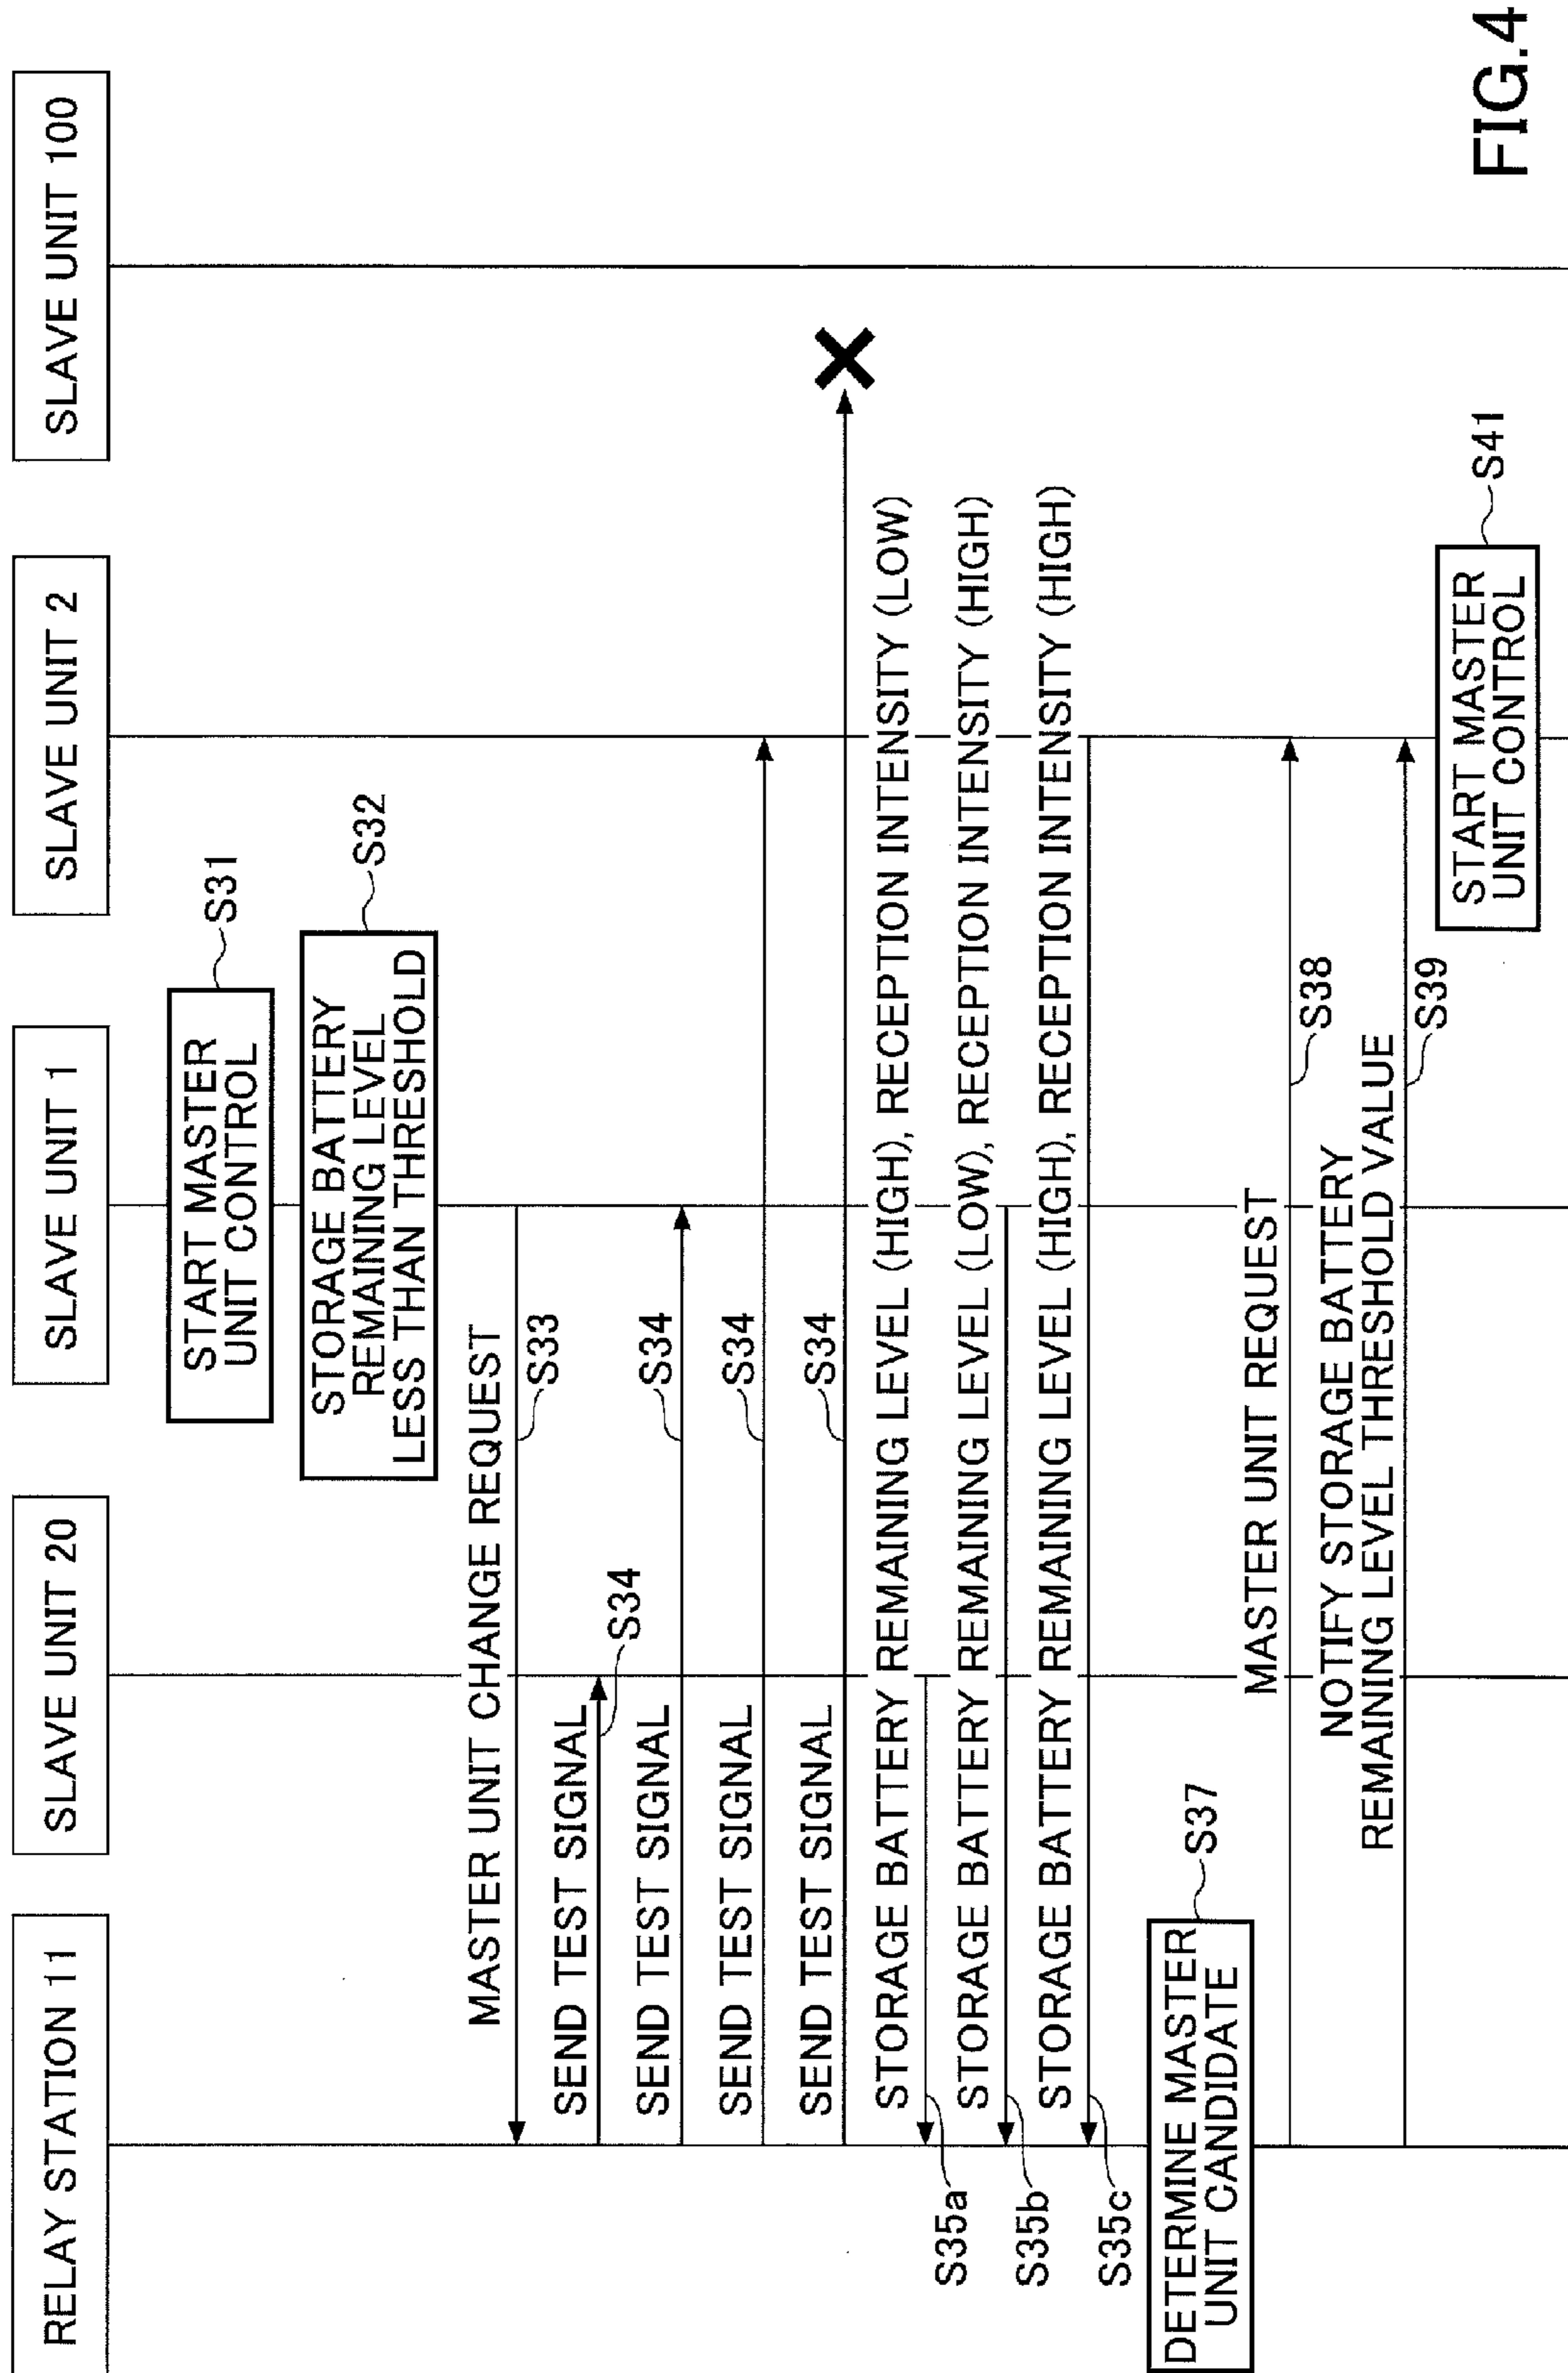 RELAY STATION 11
SLAVE UNIT 20
SLAVE UNIT 1
SLAVE UNIT 2
SLAVE UNIT 100
START MASTER
UNIT CONTROL
S31
STORAGE BATTERY
REMAINING LEVEL
LESS THAN THRESHOLD
S32
MASTER UNIT CHANGE REQUEST
S33
SEND TEST SIGNAL
S34
SEND TEST SIGNAL
S34
SEND TEST SIGNAL
S34
SEND TEST SIGNAL
S34
STORAGE BATTERY REMAINING LEVEL (HIGH), RECEPTION INTENSITY (LOW)
S35a
STORAGE BATTERY REMAINING LEVEL (LOW), RECEPTION INTENSITY (HIGH)
S35b
STORAGE BATTERY REMAINING LEVEL (HIGH), RECEPTION INTENSITY (HIGH)
S35c
DETERMINE MASTER
UNIT CANDIDATE
S37
MASTER UNIT REQUEST
S38
NOTIFY STORAGE BATTERY
REMAINING LEVEL THRESHOLD VALUE
S39
START MASTER
UNIT CONTROL
S41
FIG.4